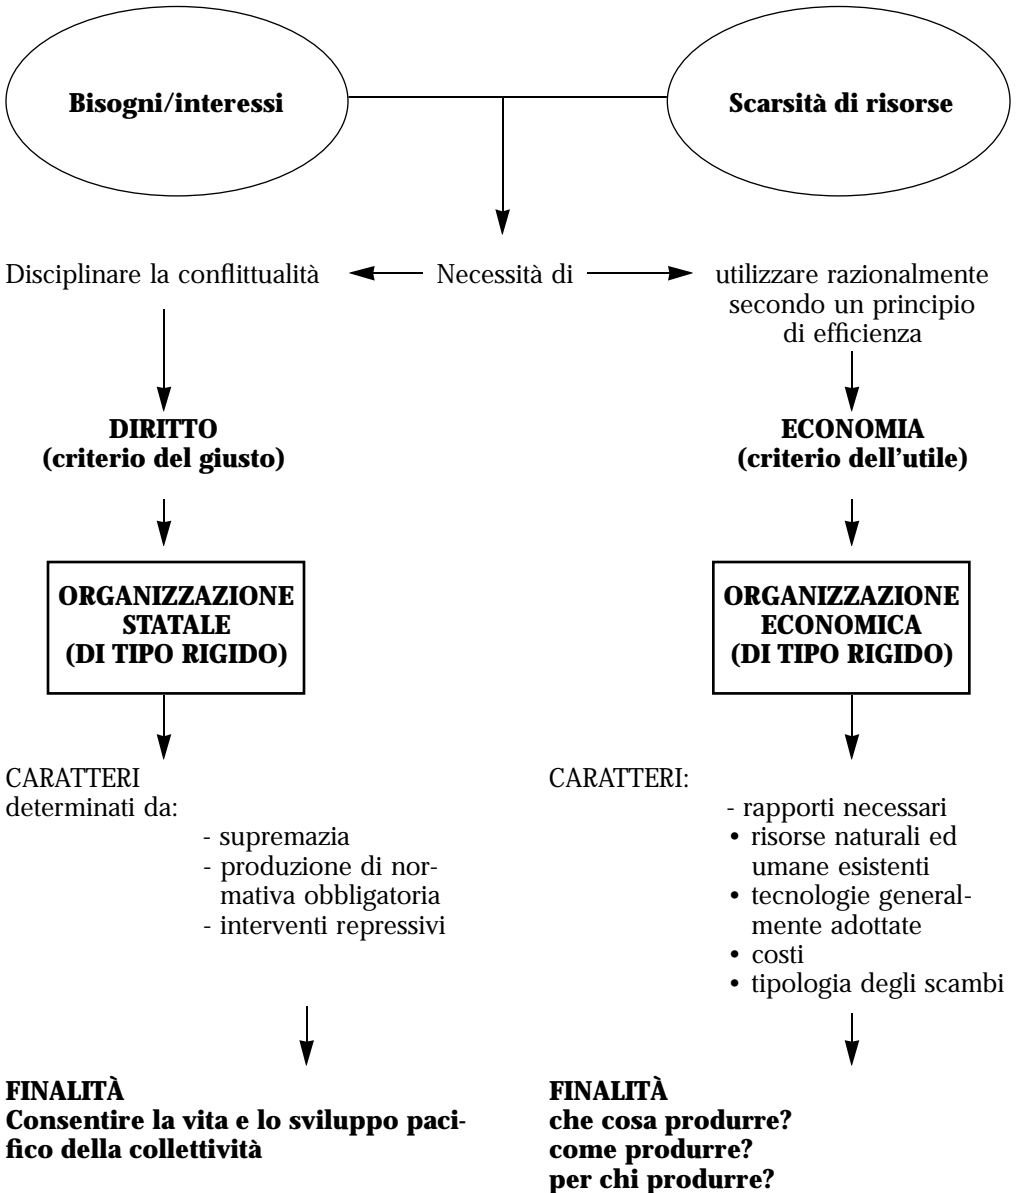 Bisogni/interessi
Scarsità di risorse
Disciplinare la conflittualità
Necessità di
utilizzare razionalmente
secondo un principio
di efficienza
DIRITTO
(criterio del giusto)
ECONOMIA
(criterio dell'utile)
ORGANIZZAZIONE
STATALE
(DI TIPO RIGIDO)
ORGANIZZAZIONE
ECONOMICA
(DI TIPO RIGIDO)
CARATTERI
determinati da:
- supremazia
- produzione di nor-
mativa obbligatoria
- interventi repressivi
CARATTERI:
- rapporti necessari
• risorse naturali ed
umane esistenti
• tecnologie general-
mente adottate
• costi
• tipologia degli scambi
FINALITÀ
Consentire la vita e lo sviluppo paci-
fico della collettività
FINALITÀ
che cosa produrre?
come produrre?
per chi produrre?